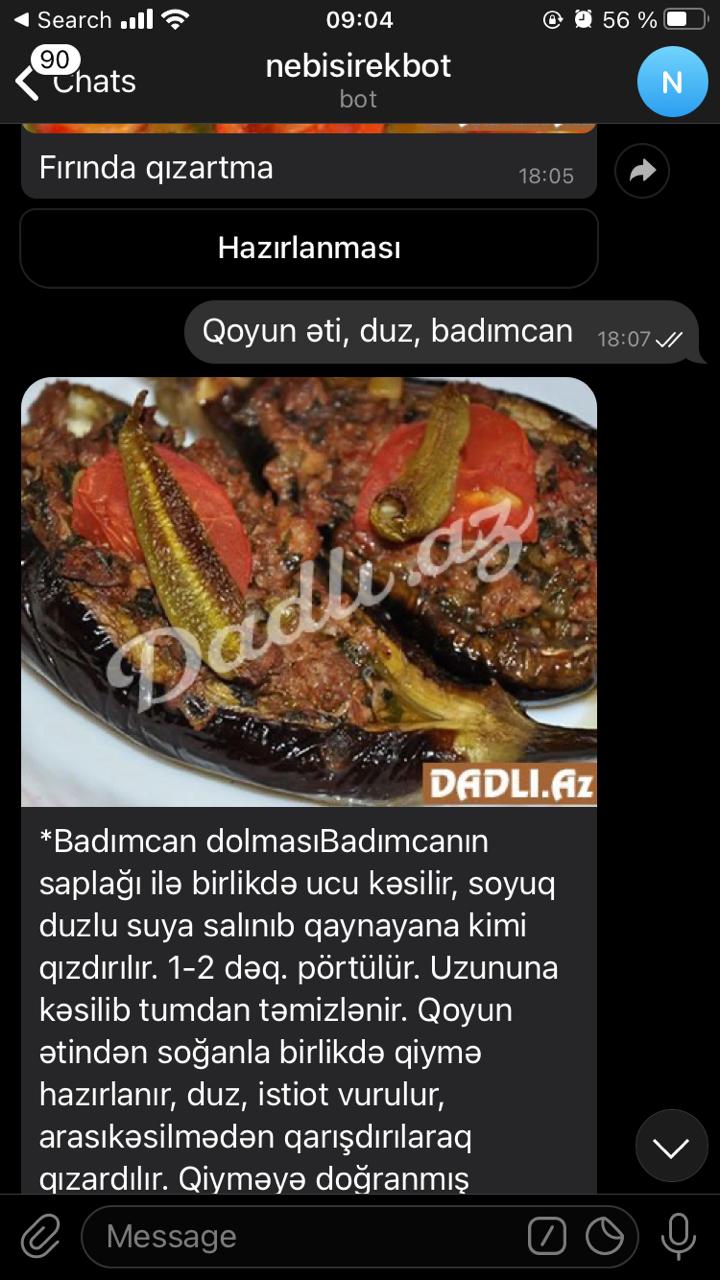 Search
09:04
56 %
90
Chats
nebisirekbot
bot
N
Fırında qızartma
18:05
Hazırlanması
Qoyun əti, duz, badımcan
18:07
Dadlı.az
DADLI.Az
*Badımcan dolmasıBadımcanın
saplağı ilə birlikdə ucu kəsilir, soyuq
duzlu suya salınıb qaynayana kimi
qızdırılır. 1-2 dəq. pörtülür. Uzununa
kəsilib tumdan təmizlənir. Qoyun
ətindən soğanla birlikdə qiymə
hazırlanır, duz, istiot vurulur,
arasıkəsilmədən qarışdırılaraq
qızardılır. Qiyməyə doğranmış
Message